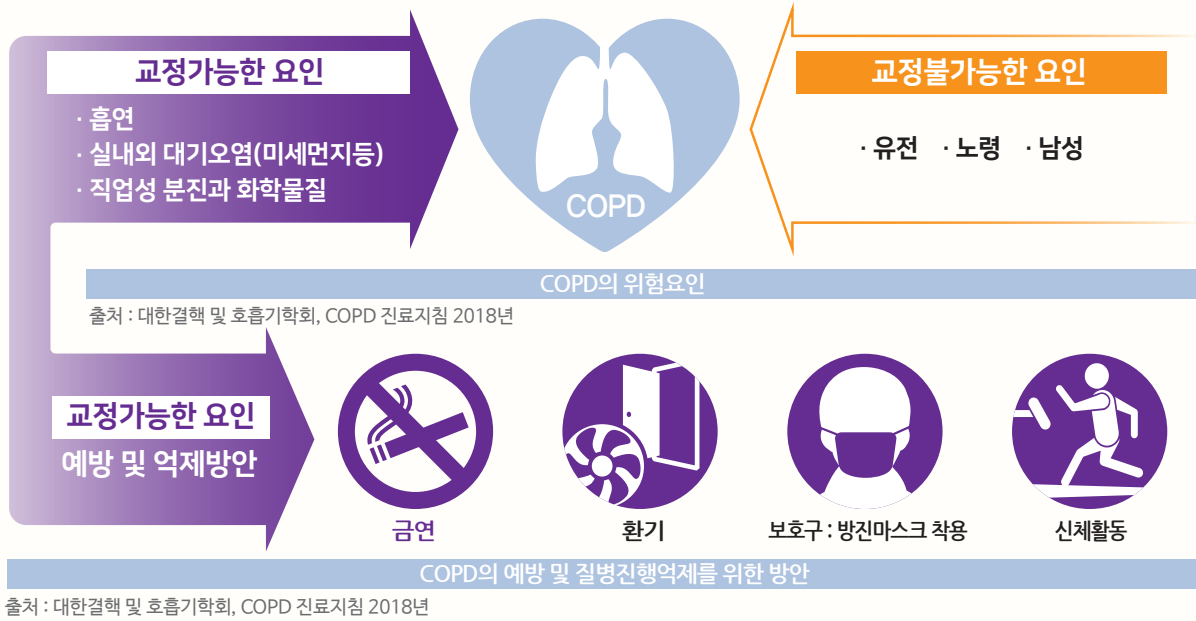 교정가능한 요인
· 흡연
· 실내외 대기오염(미세먼지등)
· 직업성 분진과 화학물질
COPD
교정불가능한 요인
· 유전 · 노령 · 남성
COPD의 위험요인
출처 : 대한결핵 및 호흡기학회, COPD 진료지침 2018년
교정가능한 요인
예방 및 억제방안
금연
환기
보호구 : 방진마스크 착용
신체활동
COPD의 예방 및 질병진행억제를 위한 방안
출처 : 대한결핵 및 호흡기학회, COPD 진료지침 2018년